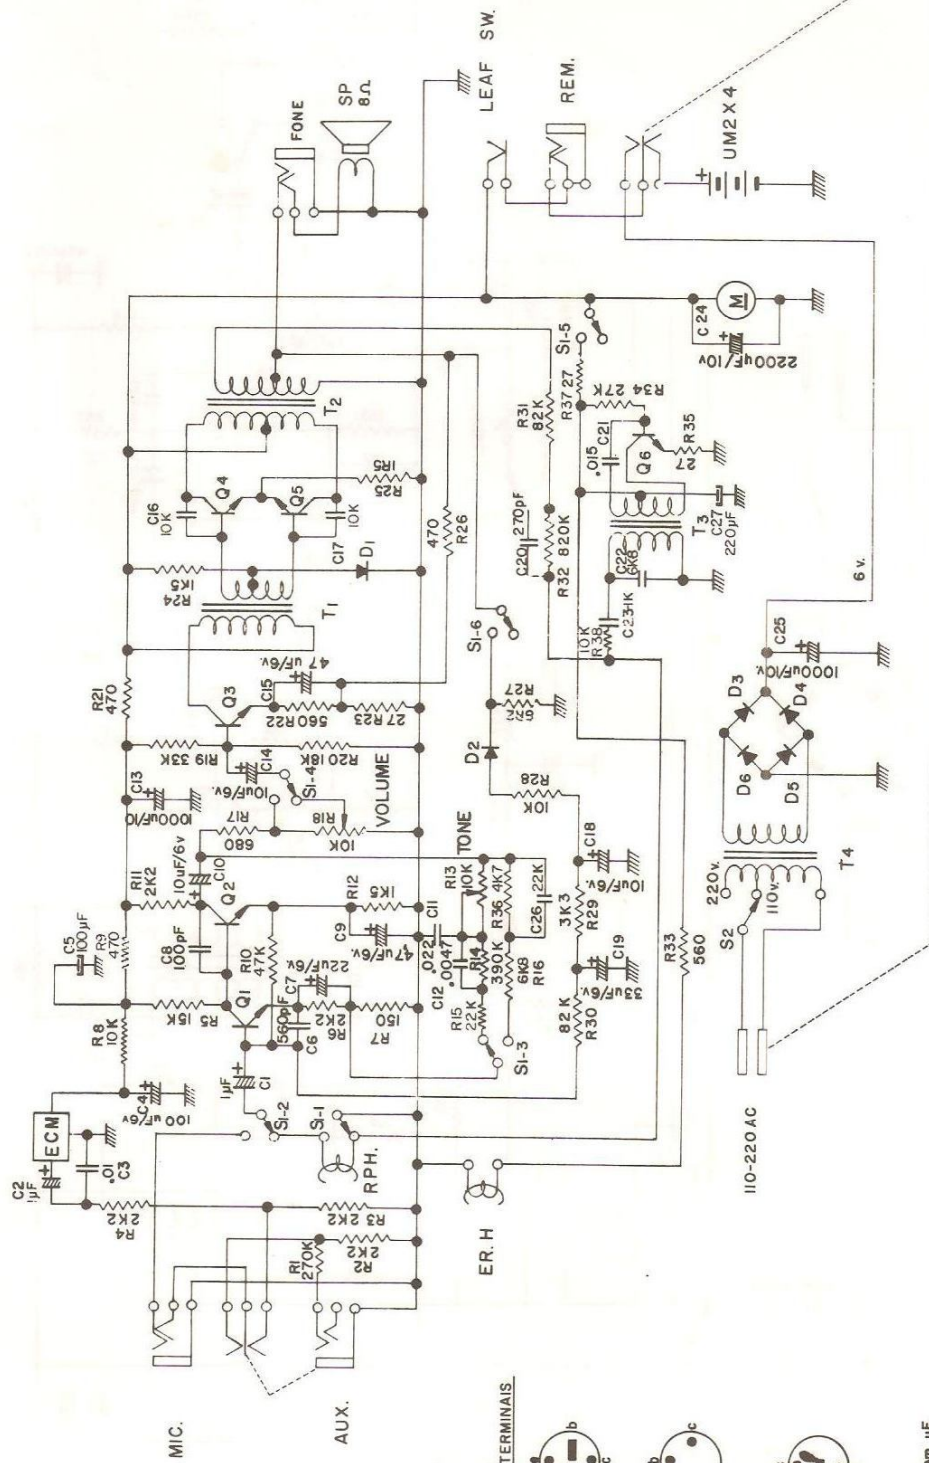 MIC.
AUX.
C2
1µF
ECM
.01
C3
2K2
R4
R3 2K2
R1
270K
2K2
R2
ER. H
RPH.
S1-2
S1-1
C4
100 uF/6v
R8
10K
C5
100µF
R9
470
15K
R5
1µF
C1
Q1
560pF
C6
C7
22uF/6v.
2K2
R6
150
R7
C8
100pF
R10
47K
Q2
R11
2K2
10uF/6v
C10
R12
1K5
C9
47uF/6v.
C11
.022
.0047
C12
R14
390K
R15
22K
S1-3
R13
10K
TONE
R36 4K7
6K8
R16
C26
22K
82K
R30
C19
33uF/6v.
3K3
R29
C18
10uF/6v.
R28
10K
D2
R27
S1-6
C13
1000uF/10
R21
470
R19 33K
R17
680
R18
10K
VOLUME
C14
10uF/6v.
S1-4
R20 18K
Q3
C15
47 uF/6v.
560 R22
27 R23
T1
R24
1K5
D1
C16
10K
C17
10K
Q4
Q5
1R5
R25
T2
470
R26
FONE
SP
8Ω
LEAF SW.
REM.
UM2 X 4
R31
82K
C20
270pF
820K
R32
10K
R38
C23 1K
C22
6K8
T3
C27
220µF
.015
C21
Q6
R35
27
R34 27K
R37 27
S1-5
C24
2200uF/10v
M
R33
560
6 v.
C25
1000uF/10v.
D3
D4
D5
D6
T4
220v.
110v.
S2
110-220 AC
TERMINAIS
b
c
b
c